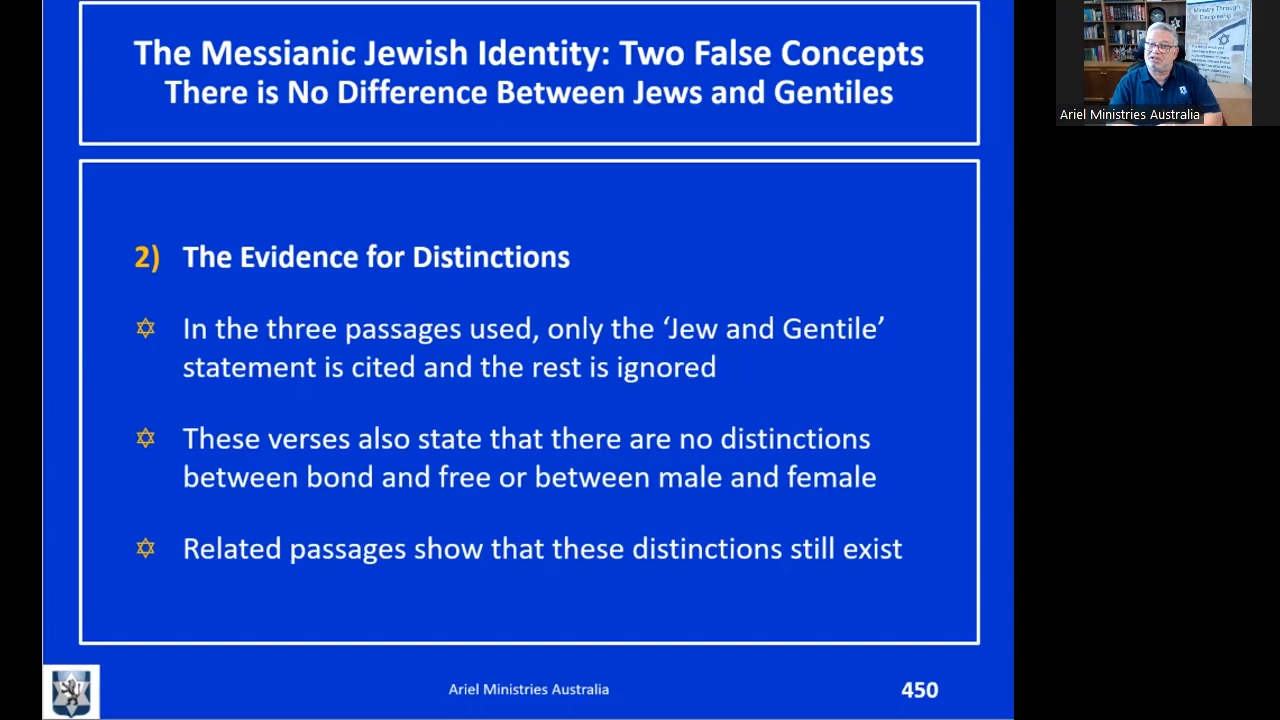 The Messianic Jewish Identity: Two False Concepts
There is No Difference Between Jews and Gentiles
2) The Evidence for Distinctions
In the three passages used, only the ‘Jew and Gentile’
statement is cited and the rest is ignored
These verses also state that there are no distinctions
between bond and free or between male and female
Related passages show that these distinctions still exist
Ariel Ministries Australia
450
Ministry Through
Discipleship
Ariel Ministries Australia